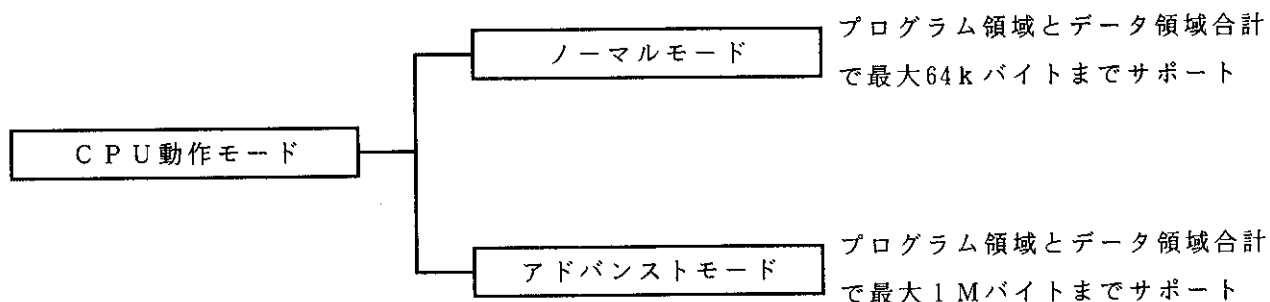 プログラム領域とデータ領域合計
ノーマルモード
で最大64kバイトまでサポート
CPU動作モード
プログラム領域とデータ領域合計
アドバンストモード
で最大1Mバイトまでサポート